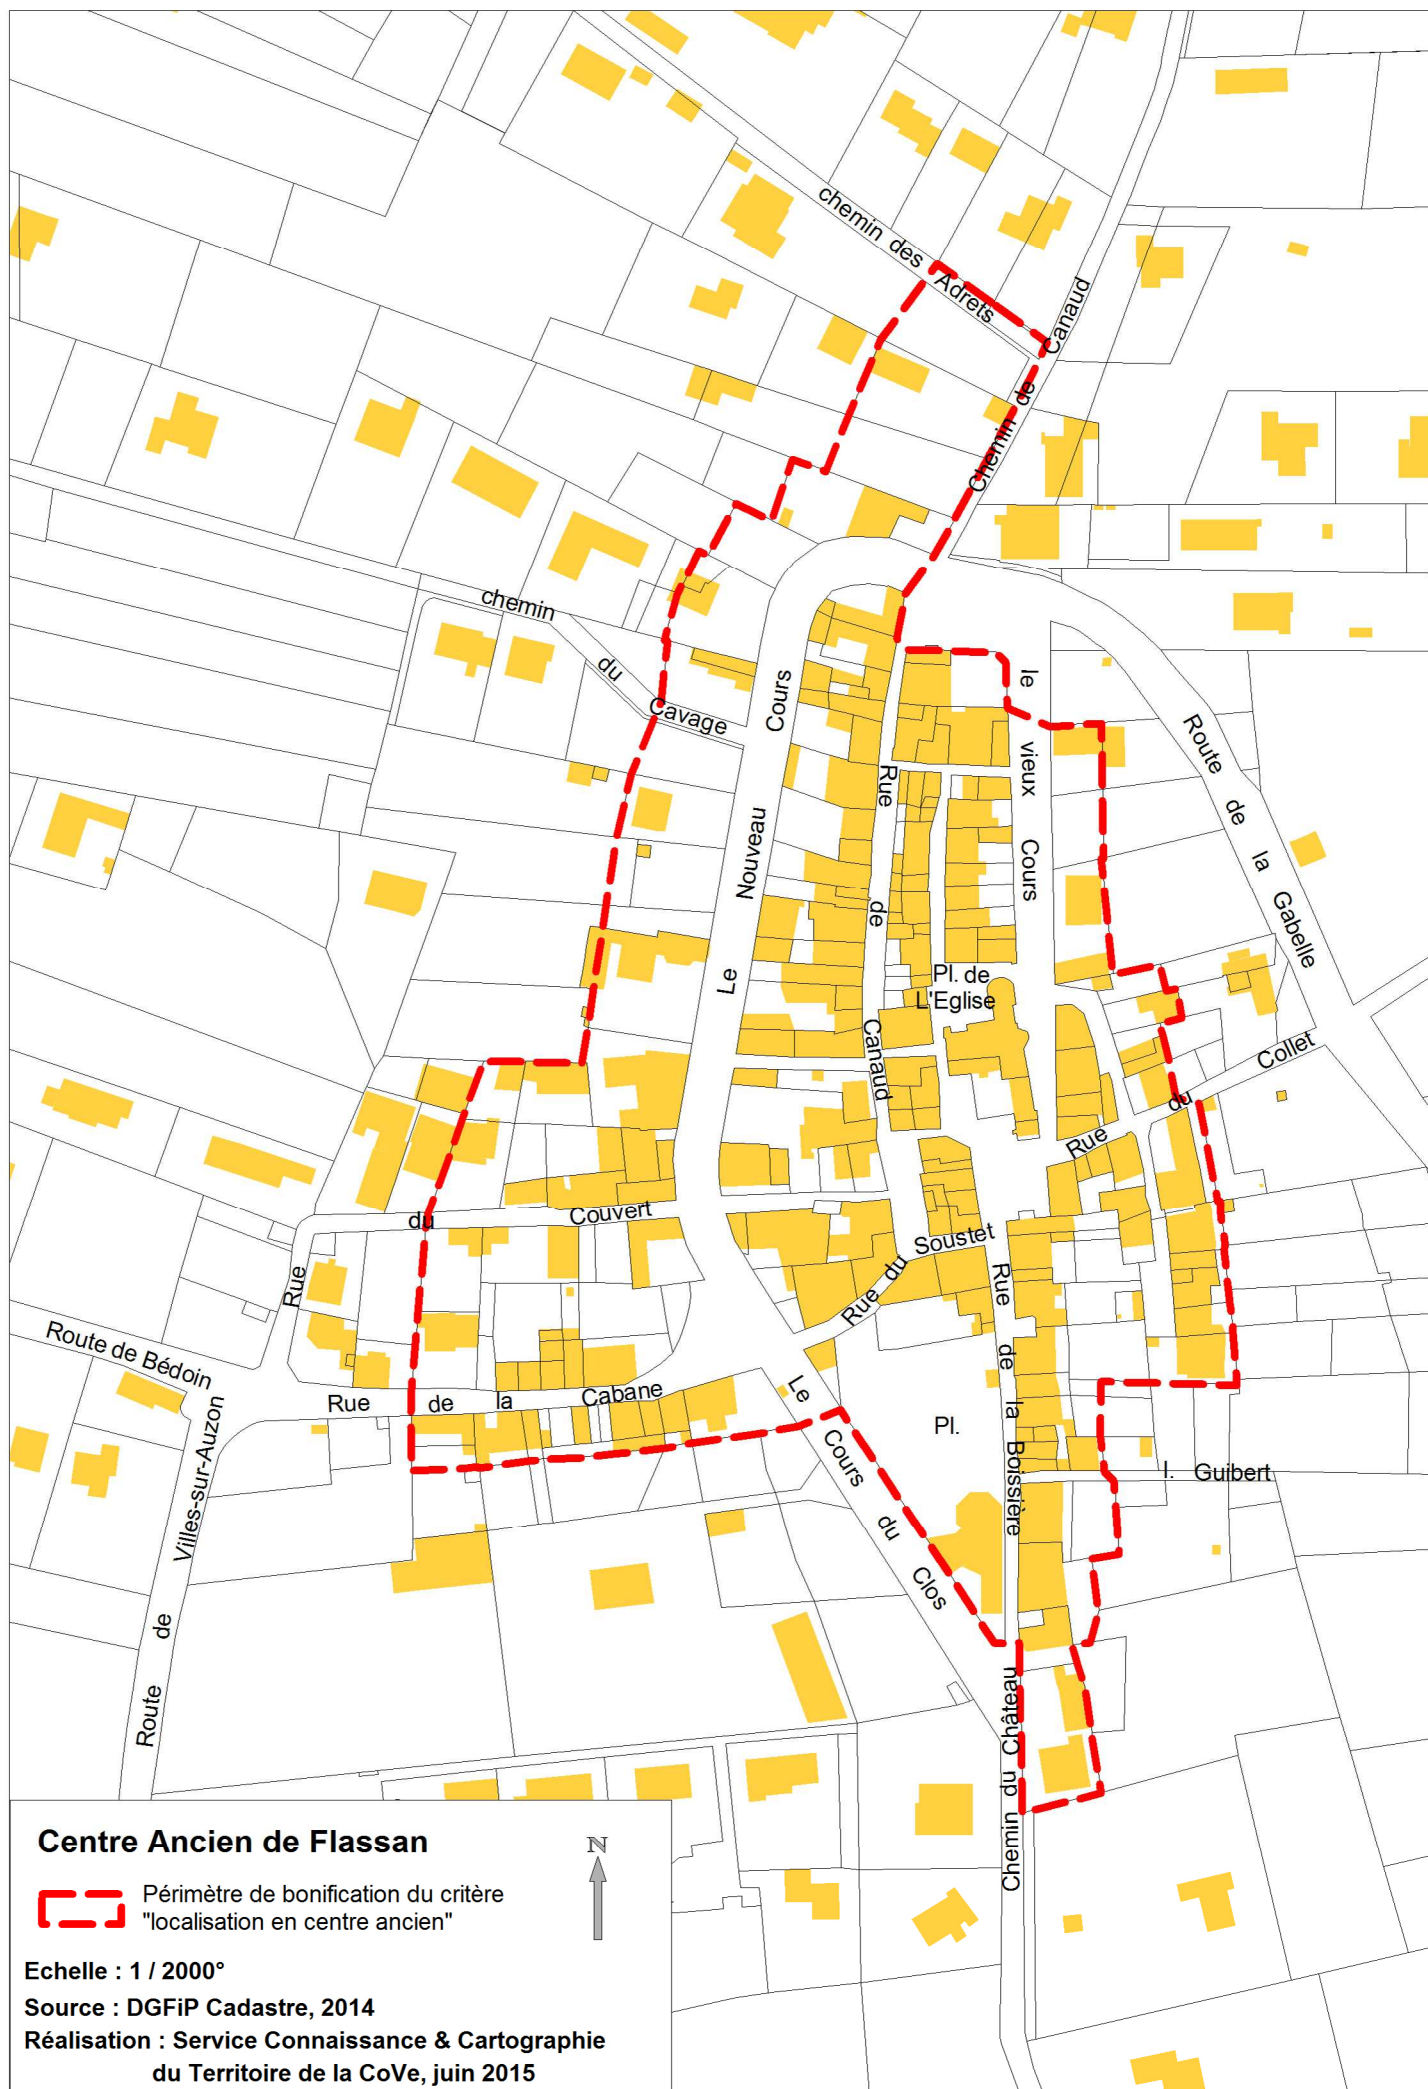 chemin des Adrets
Chemin de Canaud
chemin du Cavage
Le Nouveau Cours
le vieux Cours
Rue de Canaud
Route de la Gabelle
Pl. de
L'Eglise
Rue du Collet
Rue du Couvert
Rue du Soustet
Route de Bédoin
Rue de la Cabane
Route de Villes-sur-Auzon
Le Cours du Clos
Pl.
Rue de la Boissière
I. Guibert
Chemin du Château
Centre Ancien de Flassan
N
Périmètre de bonification du critère
"localisation en centre ancien"
Echelle : 1 / 2000°
Source : DGFiP Cadastre, 2014
Réalisation : Service Connaissance & Cartographie
du Territoire de la CoVe, juin 2015